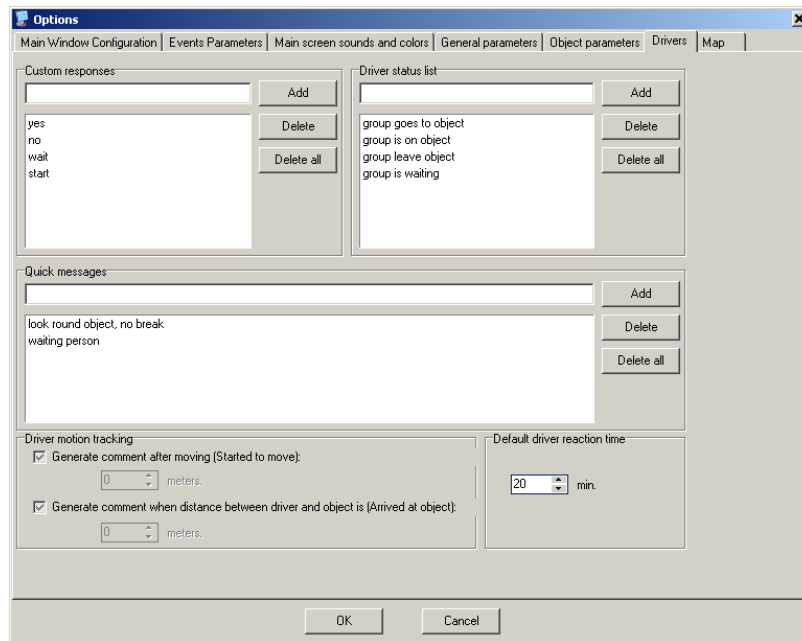 Options
Main Window Configuration
Events Parameters
Main screen sounds and colors
General parameters
Object parameters
Drivers
Map
Custom responses
Add
yes
no
wait
start
Delete
Delete all
Driver status list
Add
group goes to object
group is on object
group leave object
group is waiting
Delete
Delete all
Quick messages
Add
look round object, no break
waiting person
Delete
Delete all
Driver motion tracking
Generate comment after moving (Started to move):
0 meters.
Generate comment when distance between driver and object is (Arrived at object):
0 meters.
Default driver reaction time
20 min.
OK
Cancel